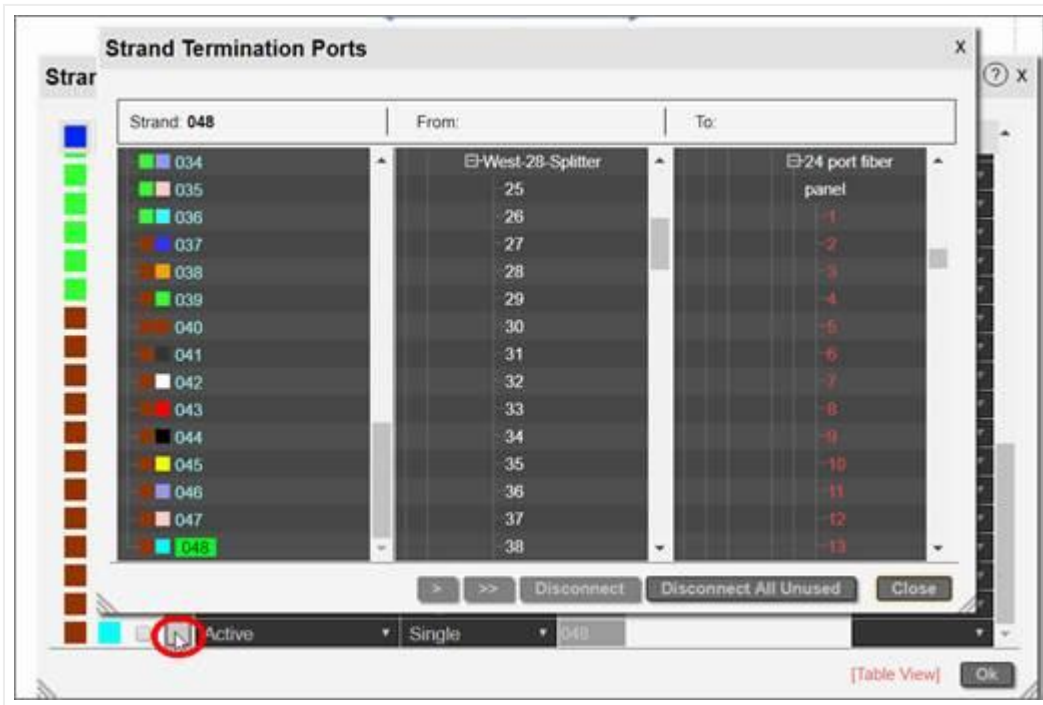 Strand Termination Ports X
Stran ? X
Strand: 048 From: To:
034 West-28-Splitter 24 port fiber
035 25 panel
036 26 1
037 27 2
038 28 3
039 29 4
040 30 5
041 31 6
042 32 7
043 33 8
044 34 9
045 35 10
046 36 11
047 37 12
048 38 13
> >> Disconnect Disconnect All Unused Close
Active Single 048
[Table View] Ok